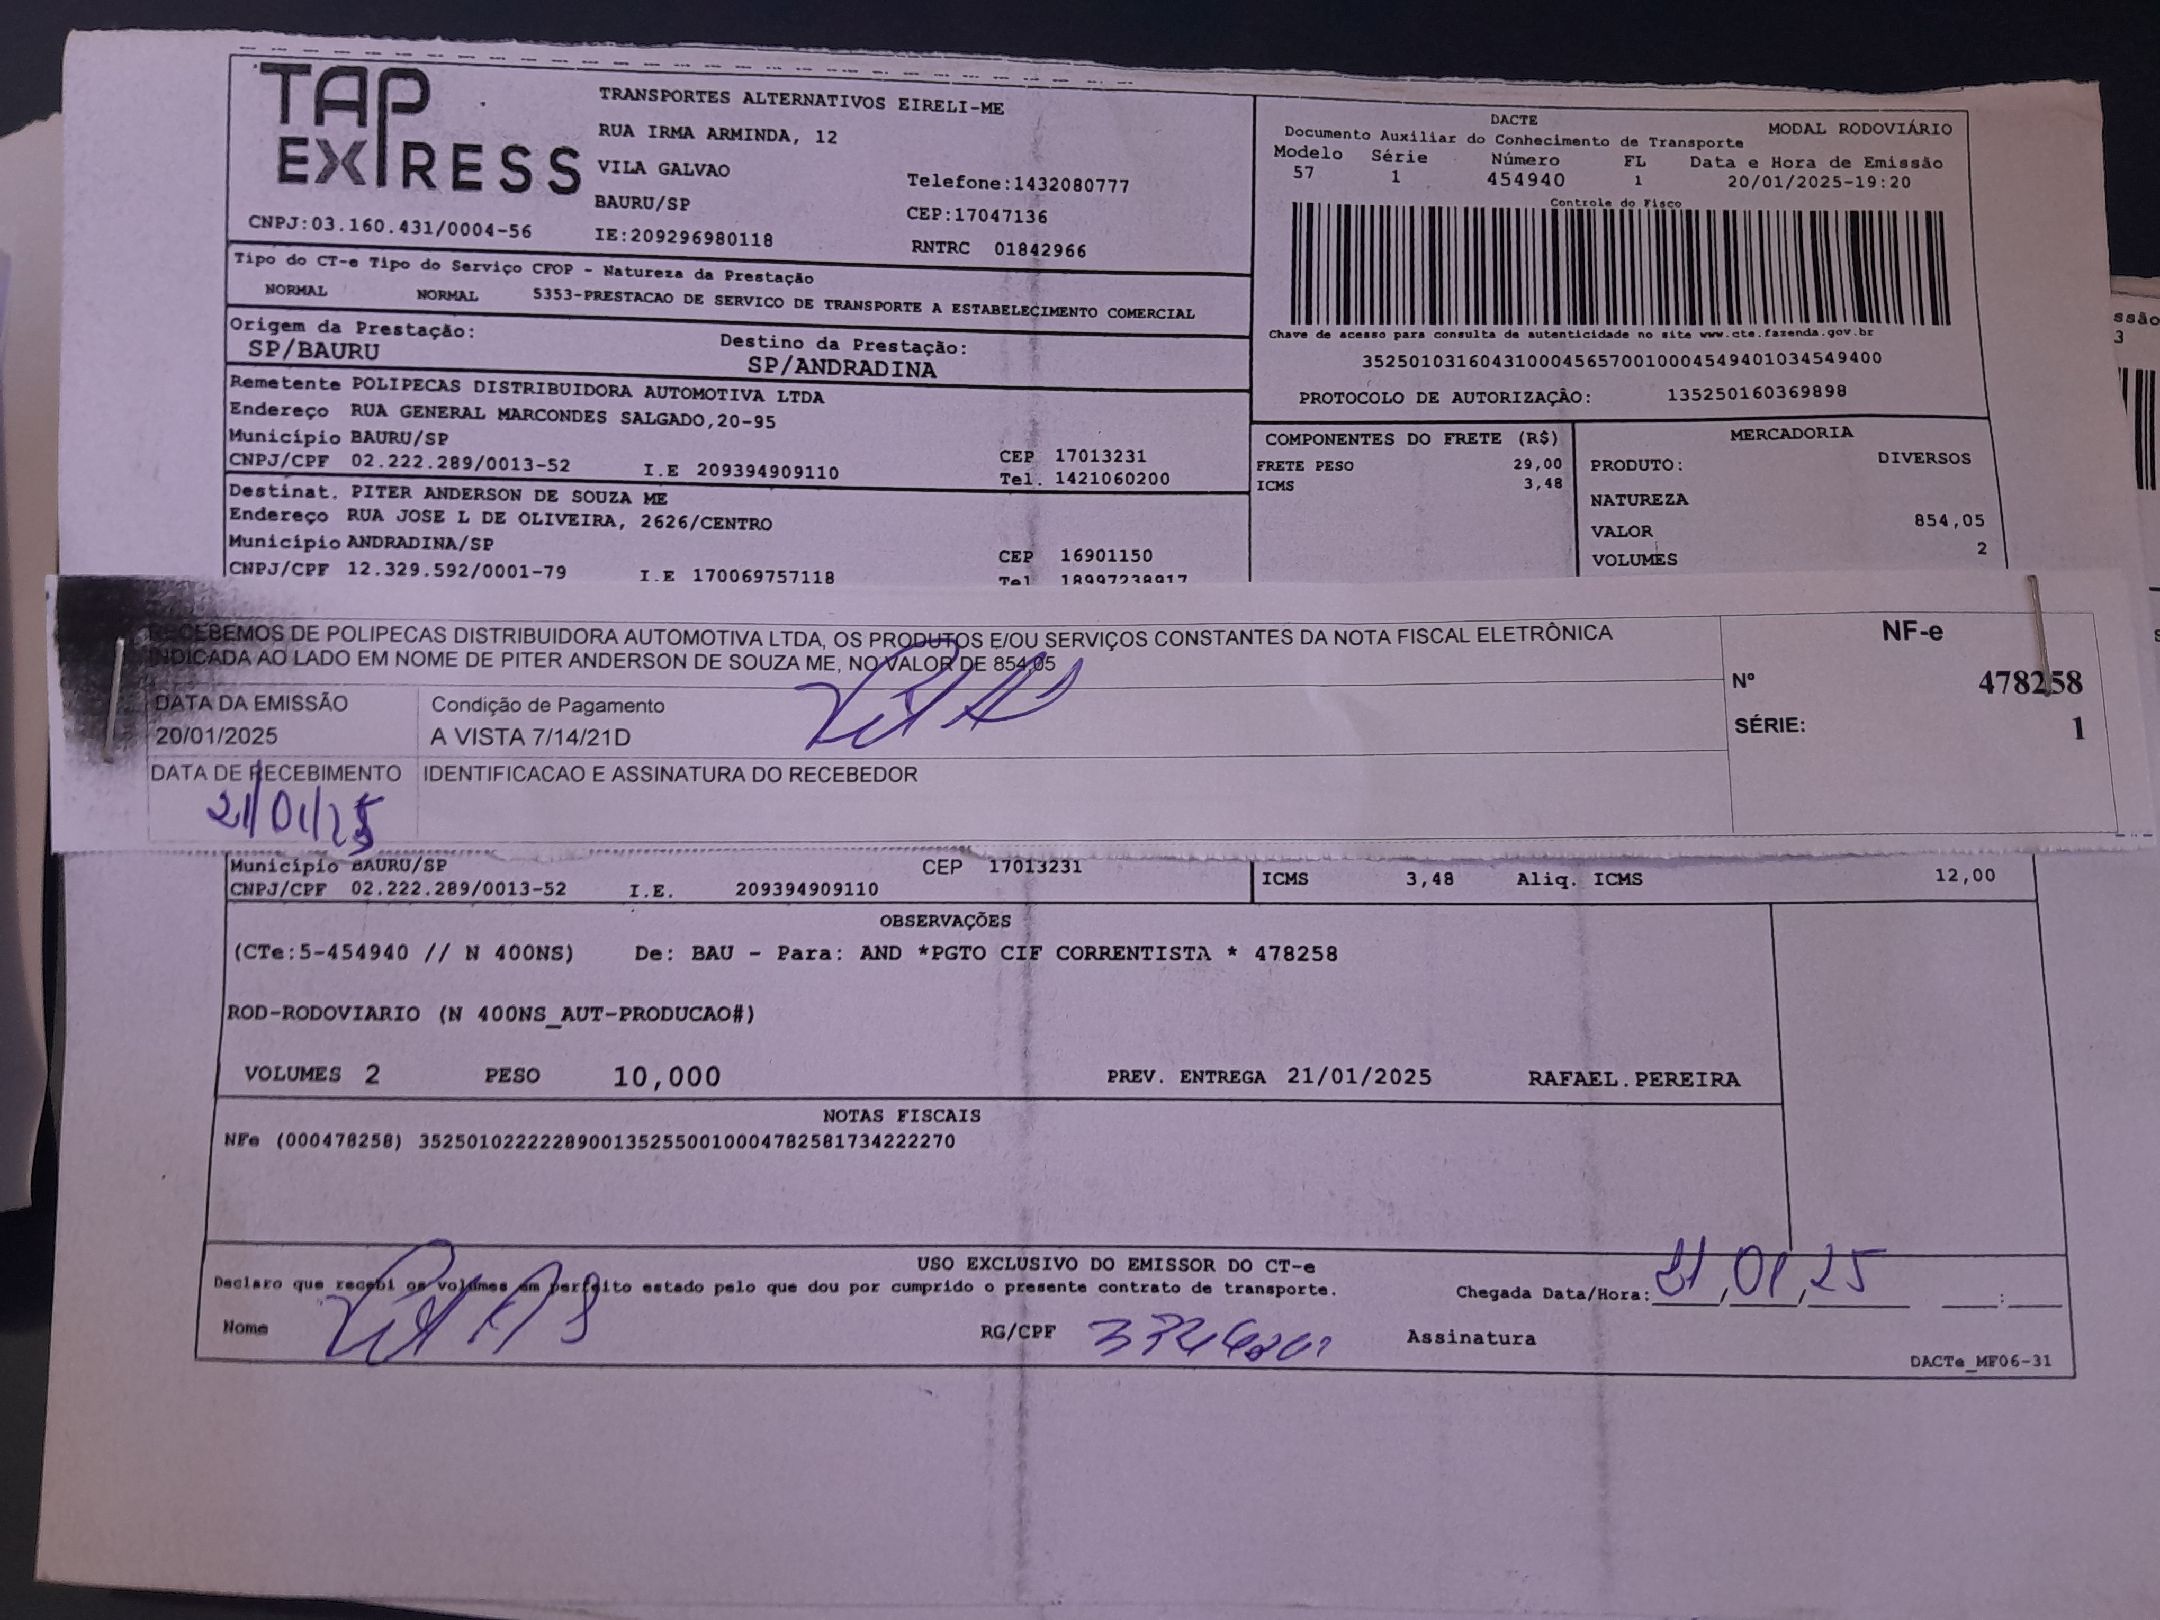 TAP EXPRESS
CNPJ:03.160.431/0004-56
TRANSPORTES ALTERNATIVOS EIRELI-ME
RUA IRMA ARMINDA, 12
VILA GALVAO
Telefone:1432080777
BAURU/SP
CEP:17047136
IE:209296980118
RNTRC 01842966
DACTE
MODAL RODOVIÁRIO
Documento Auxiliar do Conhecimento de Transporte
Modelo Série Número FL Data e Hora de Emissão
57 1 454940 1 20/01/2025-19:20
Controle do Fisco
Chave de acesso para consulta de autenticidade no site www.cte.fazenda.gov.br
35250103160431000456570010004549401034549400
PROTOCOLO DE AUTORIZAÇÃO: 135250160369898
Tipo do CT-e Tipo do Serviço CFOP - Natureza da Prestação
NORMAL NORMAL 5353-PRESTACAO DE SERVICO DE TRANSPORTE A ESTABELECIMENTO COMERCIAL
Origem da Prestação: Destino da Prestação:
SP/BAURU SP/ANDRADINA
Remetente POLIPECAS DISTRIBUIDORA AUTOMOTIVA LTDA
Endereço RUA GENERAL MARCONDES SALGADO,20-95
Município BAURU/SP CEP 17013231
CNPJ/CPF 02.222.289/0013-52 I.E 209394909110 Tel. 1421060200
Destinat. PITER ANDERSON DE SOUZA ME
Endereço RUA JOSE L DE OLIVEIRA, 2626/CENTRO
Município ANDRADINA/SP CEP 16901150
CNPJ/CPF 12.329.592/0001-79 I.E 170069757118 Tel 18997238917
COMPONENTES DO FRETE (R$)
FRETE PESO 29,00
ICMS 3,48
MERCADORIA
PRODUTO: DIVERSOS
NATUREZA
VALOR 854,05
VOLUMES 2
RECEBEMOS DE POLIPECAS DISTRIBUIDORA AUTOMOTIVA LTDA, OS PRODUTOS E/OU SERVIÇOS CONSTANTES DA NOTA FISCAL ELETRÔNICA
INDICADA AO LADO EM NOME DE PITER ANDERSON DE SOUZA ME, NO VALOR DE 854,05
NF-e
Nº 478258
SÉRIE: 1
DATA DA EMISSÃO Condição de Pagamento
20/01/2025 A VISTA 7/14/21D
DATA DE RECEBIMENTO IDENTIFICACAO E ASSINATURA DO RECEBEDOR
21/01/25
Município BAURU/SP CEP 17013231
CNPJ/CPF 02.222.289/0013-52 I.E. 209394909110
ICMS 3,48 Aliq. ICMS 12,00
OBSERVAÇÕES
(CTe:5-454940 // N 400NS) De: BAU - Para: AND *PGTO CIF CORRENTISTA * 478258
ROD-RODOVIARIO (N 400NS_AUT-PRODUCAO#)
VOLUMES 2 PESO 10,000 PREV. ENTREGA 21/01/2025 RAFAEL.PEREIRA
NOTAS FISCAIS
NFe (000478258) 35250102222289001352550010004782581734222270
USO EXCLUSIVO DO EMISSOR DO CT-e
Declaro que recebi os volumes em perfeito estado pelo que dou por cumprido o presente contrato de transporte.
Chegada Data/Hora: 21,01,25 :
Nome RG/CPF Assinatura
DACTe_MF06-31